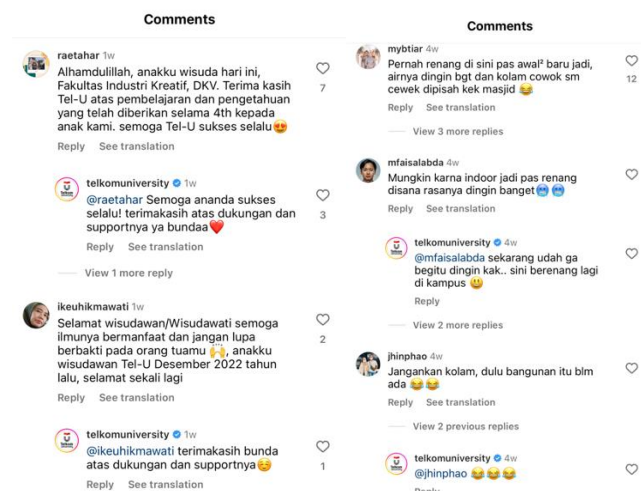 Comments
raetahar 1w
Alhamdulillah, anakku wisuda hari ini,
Fakultas Industri Kreatif, DKV. Terima kasih
Tel-U atas pembelajaran dan pengetahuan
yang telah diberikan selama 4th kepada
anak kami. semoga Tel-U sukses selalu😍
7
Reply See translation
telkomuniversity 1w
@raetahar Semoga ananda sukses
selalu! terimakasih atas dukungan dan
supportnya ya bundaa❤️
3
Reply See translation
View 1 more reply
ikeuhikmawati 1w
Selamat wisudawan/Wisudawati semoga
ilmunya bermanfaat dan jangan lupa
berbakti pada orang tuamu 🙌, anakku
wisudawan Tel-U Desember 2022 tahun
lalu, selamat sekali lagi
2
Reply See translation
telkomuniversity 1w
@ikeuhikmawati terimakasih bunda
atas dukungan dan supportnya☺️
1
Reply See translation
Comments
mybtiar 4w
Pernah renang di sini pas awal² baru jadi,
airnya dingin bgt dan kolam cowok sm
cewek dipisah kek masjid 😂
12
Reply See translation
View 3 more replies
mfaisalabda 4w
Mungkin karna indoor jadi pas renang
disana rasanya dingin banget🥶🥶
Reply See translation
telkomuniversity 4w
@mfaisalabda sekarang udah ga
begitu dingin kak.. sini berenang lagi
di kampus 😃
Reply
View 2 more replies
jhinphao 4w
Jangankan kolam, dulu bangunan itu blm
ada 😂😂
Reply See translation
View 2 previous replies
telkomuniversity 4w
@jhinphao 😂😂😂
Reply